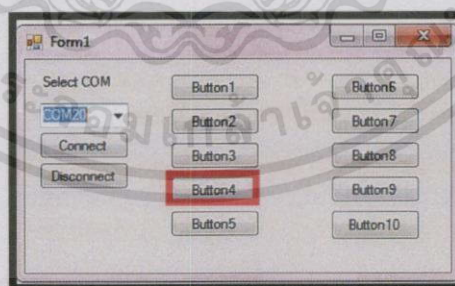 Form1
Select COM
COM20
Connect
Disconnect
Button1
Button2
Button3
Button4
Button5
Button6
Button7
Button8
Button9
Button10